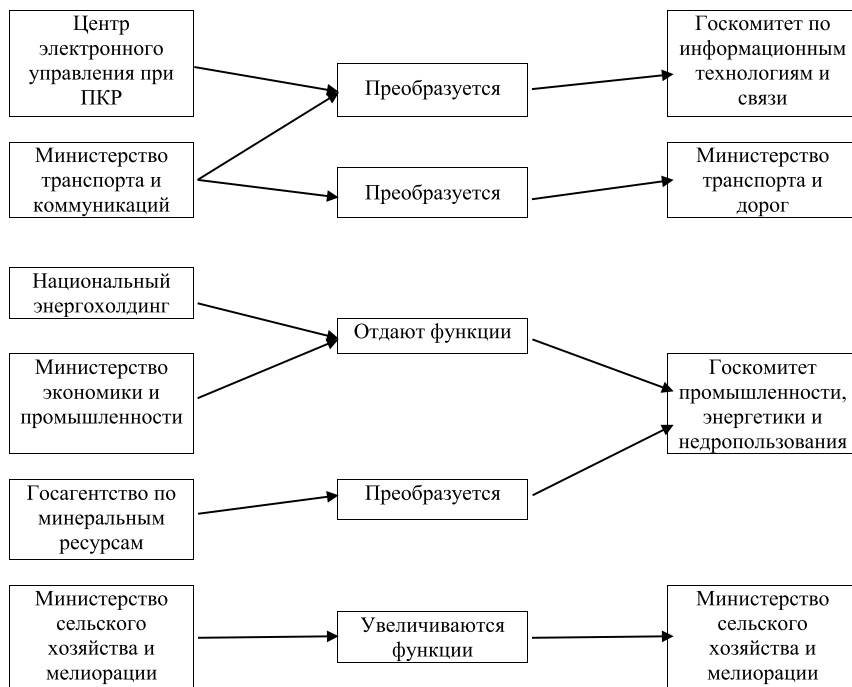 Центр
электронного
управления при
ПКР
Преобразуется
Госкомитет по
информационным
технологиям и
связи
Министерство
транспорта и
коммуникаций
Преобразуется
Министерство
транспорта и
дорог
Национальный
энергохолдинг
Отдают функции
Министерство
экономики и
промышленности
Госкомитет
промышленности,
энергетики и
недропользования
Госагентство по
минеральным
ресурсам
Преобразуется
Министерство
сельского
хозяйства и
мелиорации
Увеличиваются
функции
Министерство
сельского
хозяйства и
мелиорации